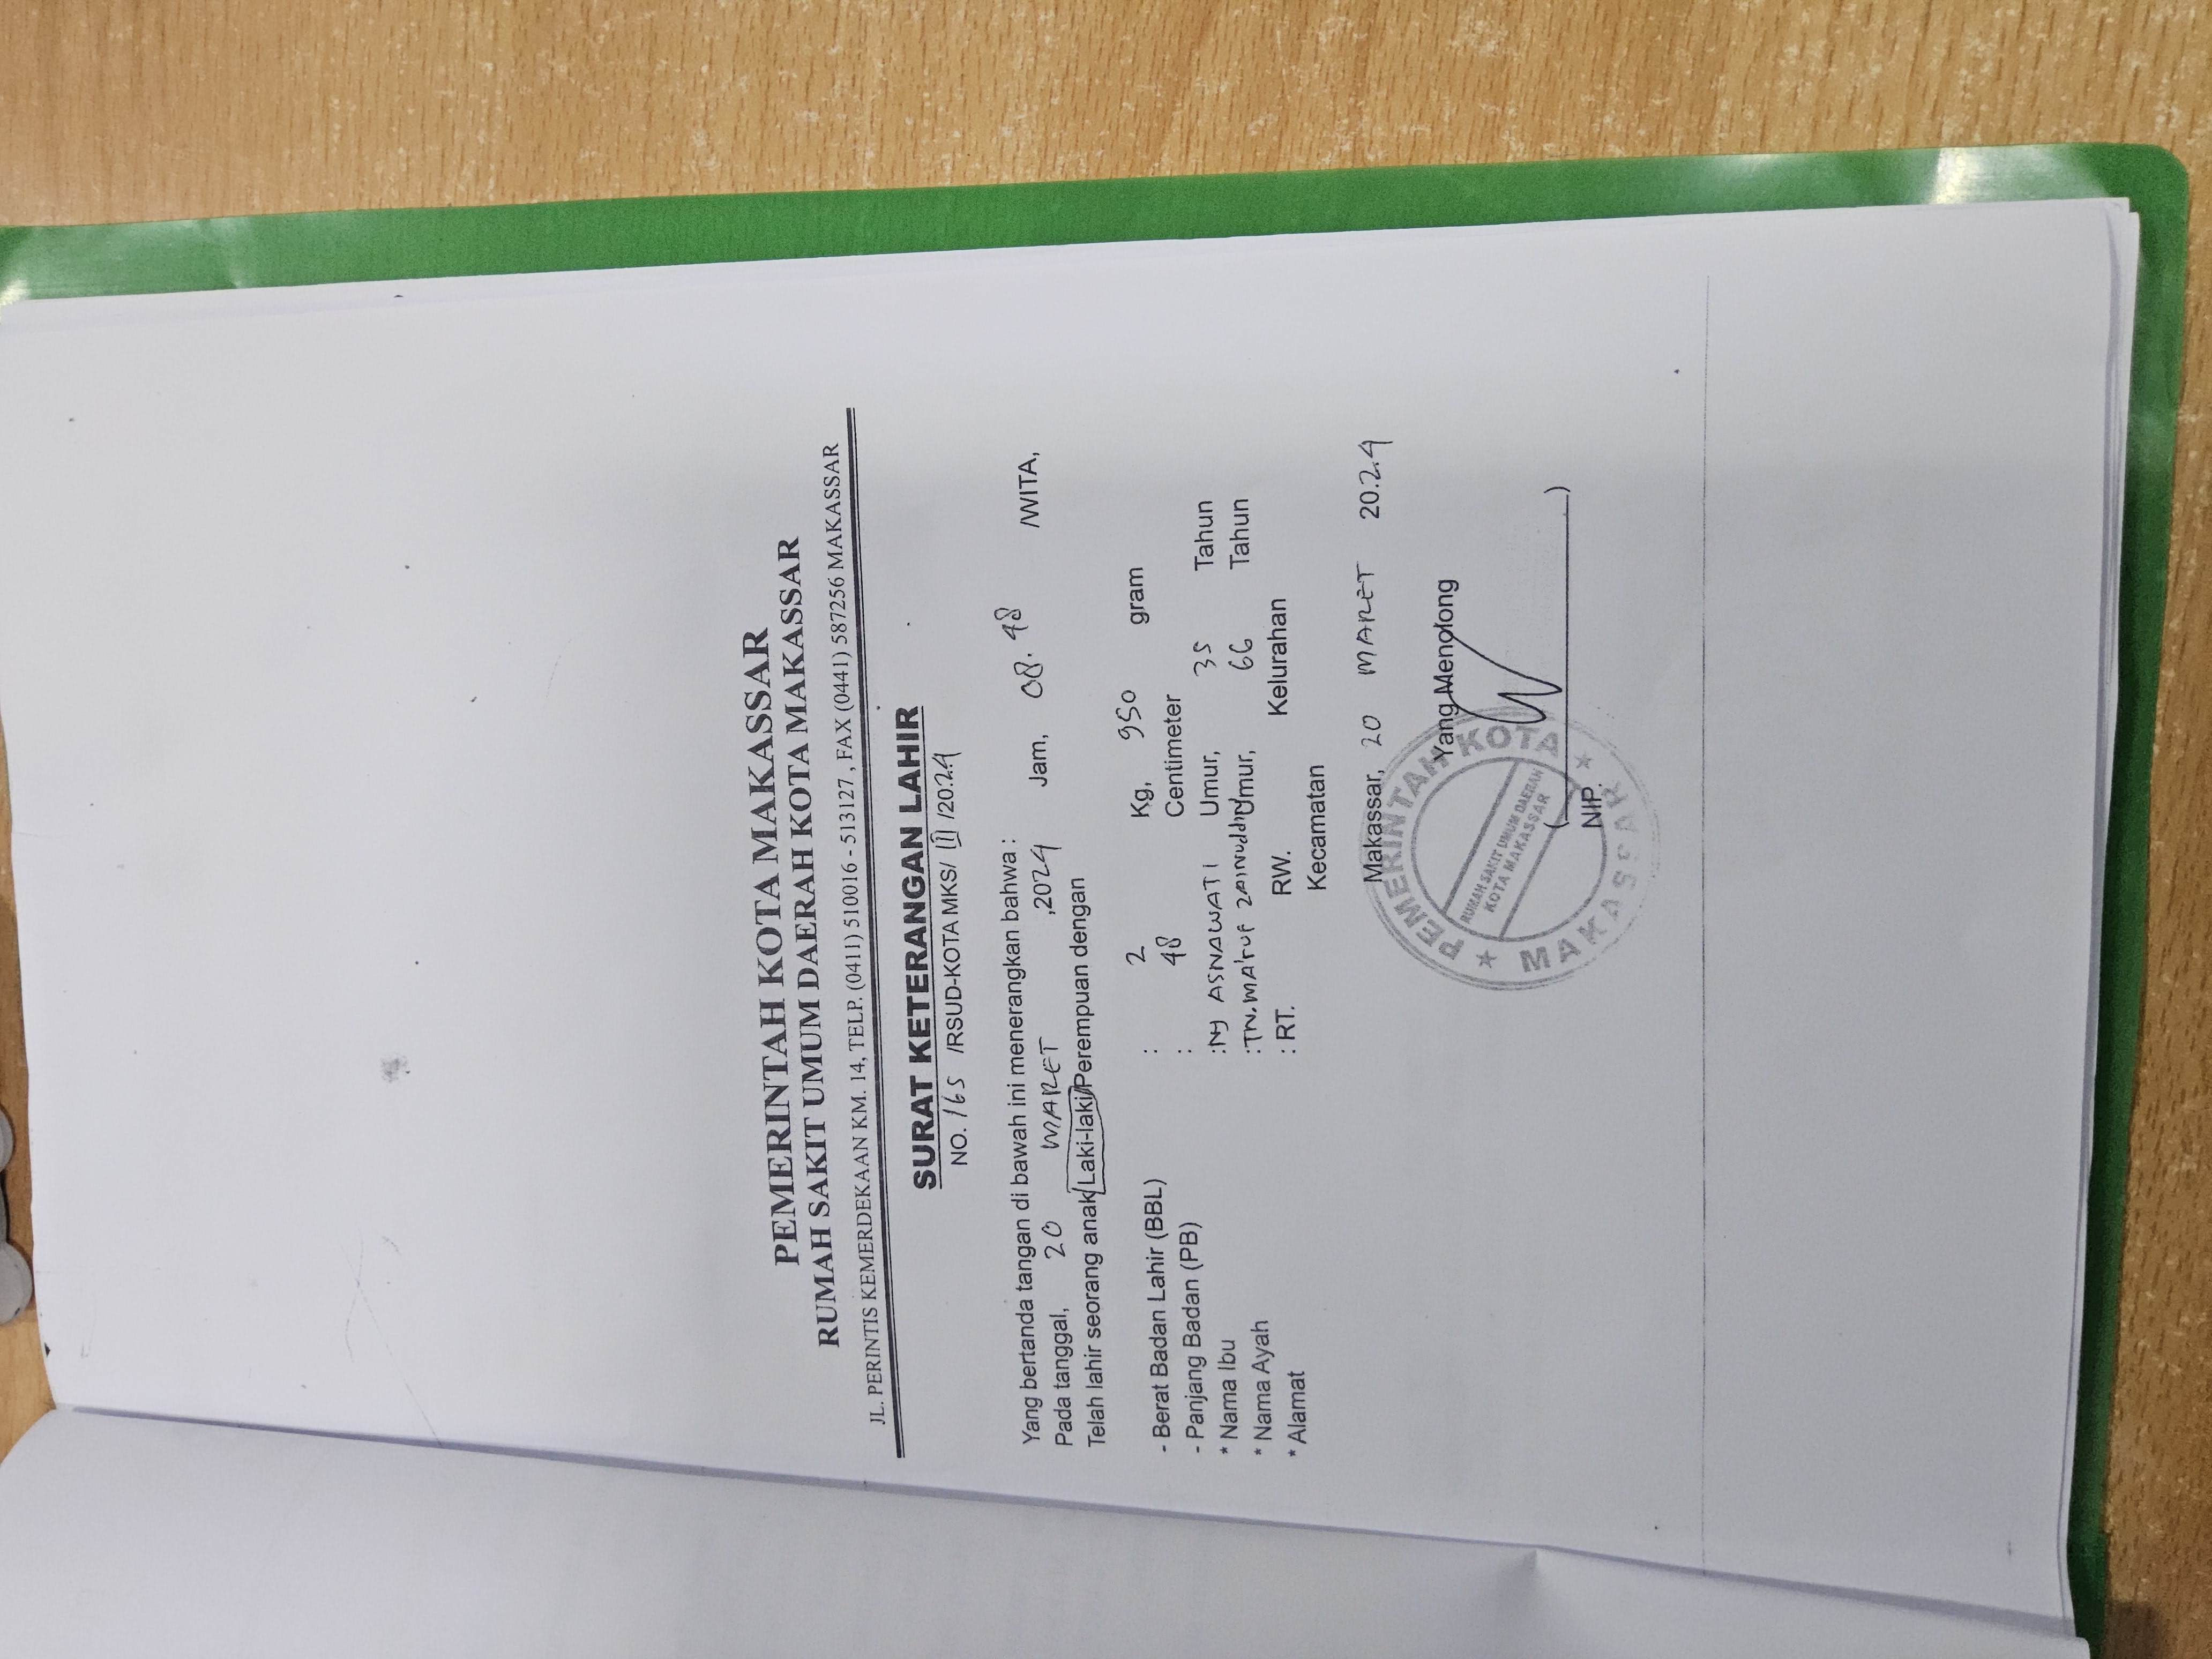 PEMERINTAH KOTA MAKASSAR
RUMAH SAKIT UMUM DAERAH KOTA MAKASSAR
JL. PERINTIS KEMERDEKAAN KM. 14, TELP. (0411) 510016 - 513127 , FAX (0441) 587256 MAKASSAR
SURAT KETERANGAN LAHIR
NO. 165 /RSUD-KOTA MKS/ III /2024
Yang bertanda tangan di bawah ini menerangkan bahwa :
Pada tanggal, 20 MARET ,2024 Jam, 08.48 /WITA,
Telah lahir seorang anak Laki-laki/Perempuan dengan
- Berat Badan Lahir (BBL) : 2 Kg, 950 gram
- Panjang Badan (PB) : 48 Centimeter
* Nama Ibu : Ny ASNAWATI Umur, 35 Tahun
* Nama Ayah : TN. MA'RUF ZAINUddIN Umur, 66 Tahun
* Alamat : RT. RW. Kelurahan
Kecamatan
Makassar, 20 MARET 20.24
Yang Menolong
( )
NIP.
PEMERINTAH KOTA
RUMAH SAKIT UMUM DAERAH
KOTA MAKASSAR
MAKASSAR